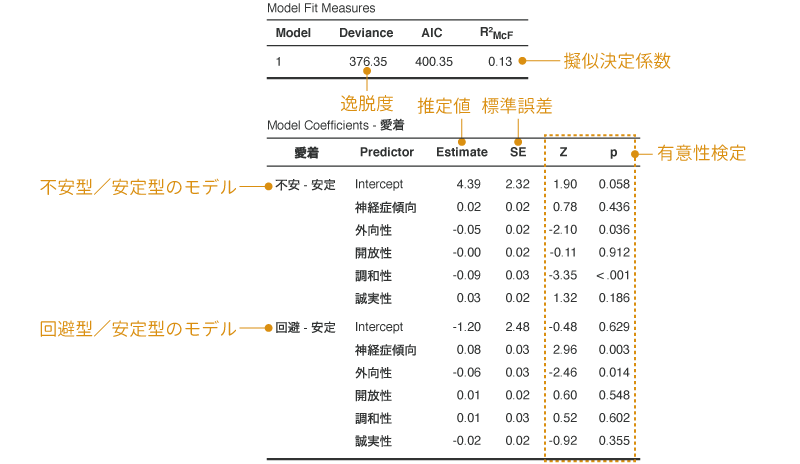 Model Fit Measures
Model Deviance AIC R²McF
1 376.35 400.35 0.13
擬似決定係数
逸脱度
推定値 標準誤差
Model Coefficients - 愛着
愛着 Predictor Estimate SE Z p
有意性検定
不安型／安定型のモデル
不安 - 安定 Intercept 4.39 2.32 1.90 0.058
神経症傾向 0.02 0.02 0.78 0.436
外向性 -0.05 0.02 -2.10 0.036
開放性 -0.00 0.02 -0.11 0.912
調和性 -0.09 0.03 -3.35 < .001
誠実性 0.03 0.02 1.32 0.186
回避型／安定型のモデル
回避 - 安定 Intercept -1.20 2.48 -0.48 0.629
神経症傾向 0.08 0.03 2.96 0.003
外向性 -0.06 0.03 -2.46 0.014
開放性 0.01 0.02 0.60 0.548
調和性 0.01 0.03 0.52 0.602
誠実性 -0.02 0.02 -0.92 0.355